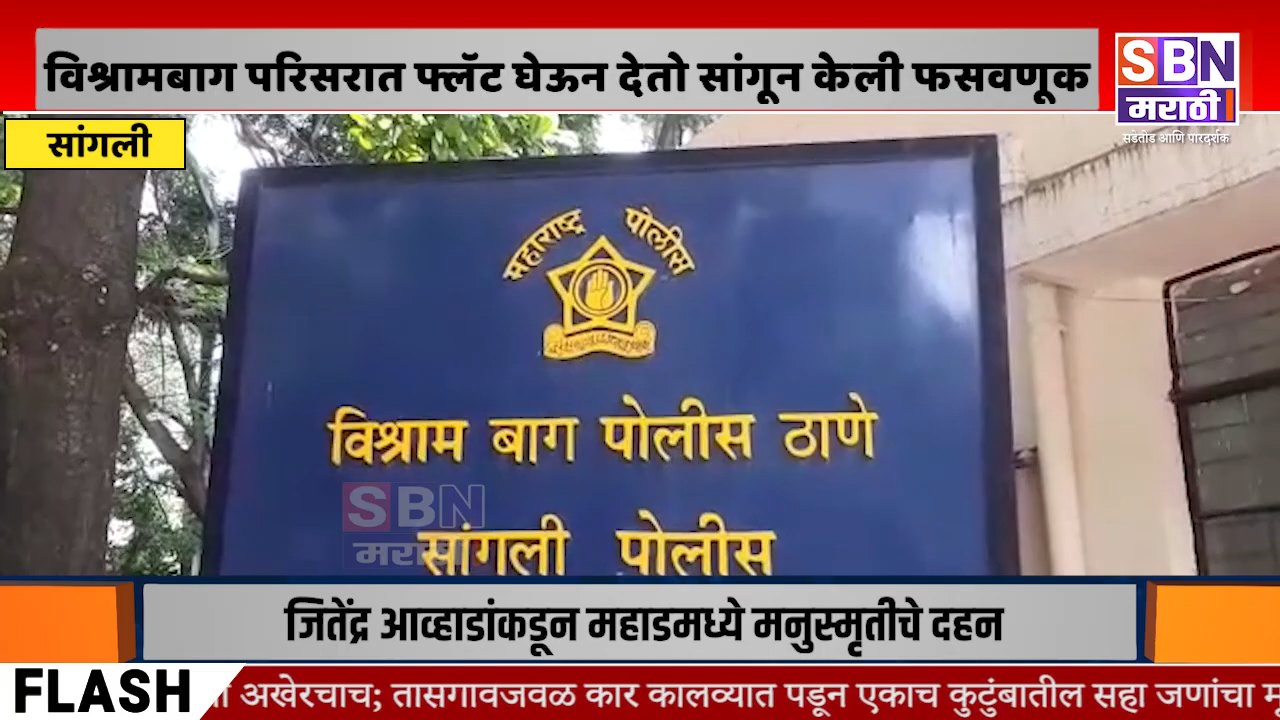 विश्रामबाग परिसरात फ्लॅट घेऊन देतो सांगून केली फसवणूक
SBN
मराठी
सडेतोड आणि पारदर्शक
सांगली
महाराष्ट्र पोलीस
विश्राम बाग पोलीस ठाणे
सांगली पोलीस
SBN
मराठी
जितेंद्र आव्हाडांकडून महाडमध्ये मनुस्मृतीचे दहन
FLASH
अखेरचाच; तासगावजवळ कार कालव्यात पडून एकाच कुटुंबातील सहा जणांचा